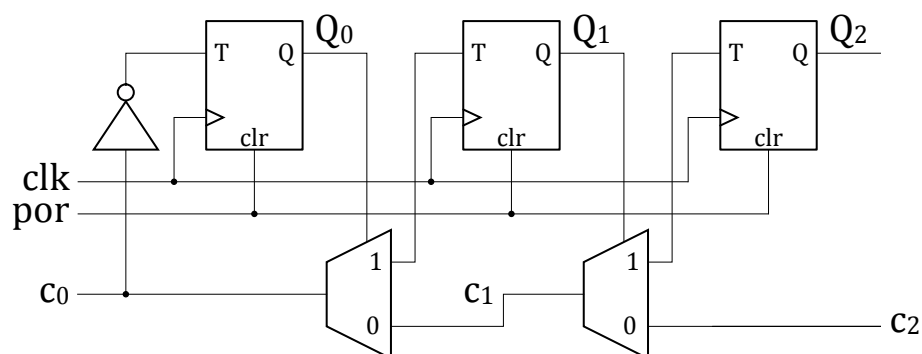 Q0 Q1 Q2
T Q T Q T Q
clr clr clr
clk
por
1 1
c0 c1
0 0 c2